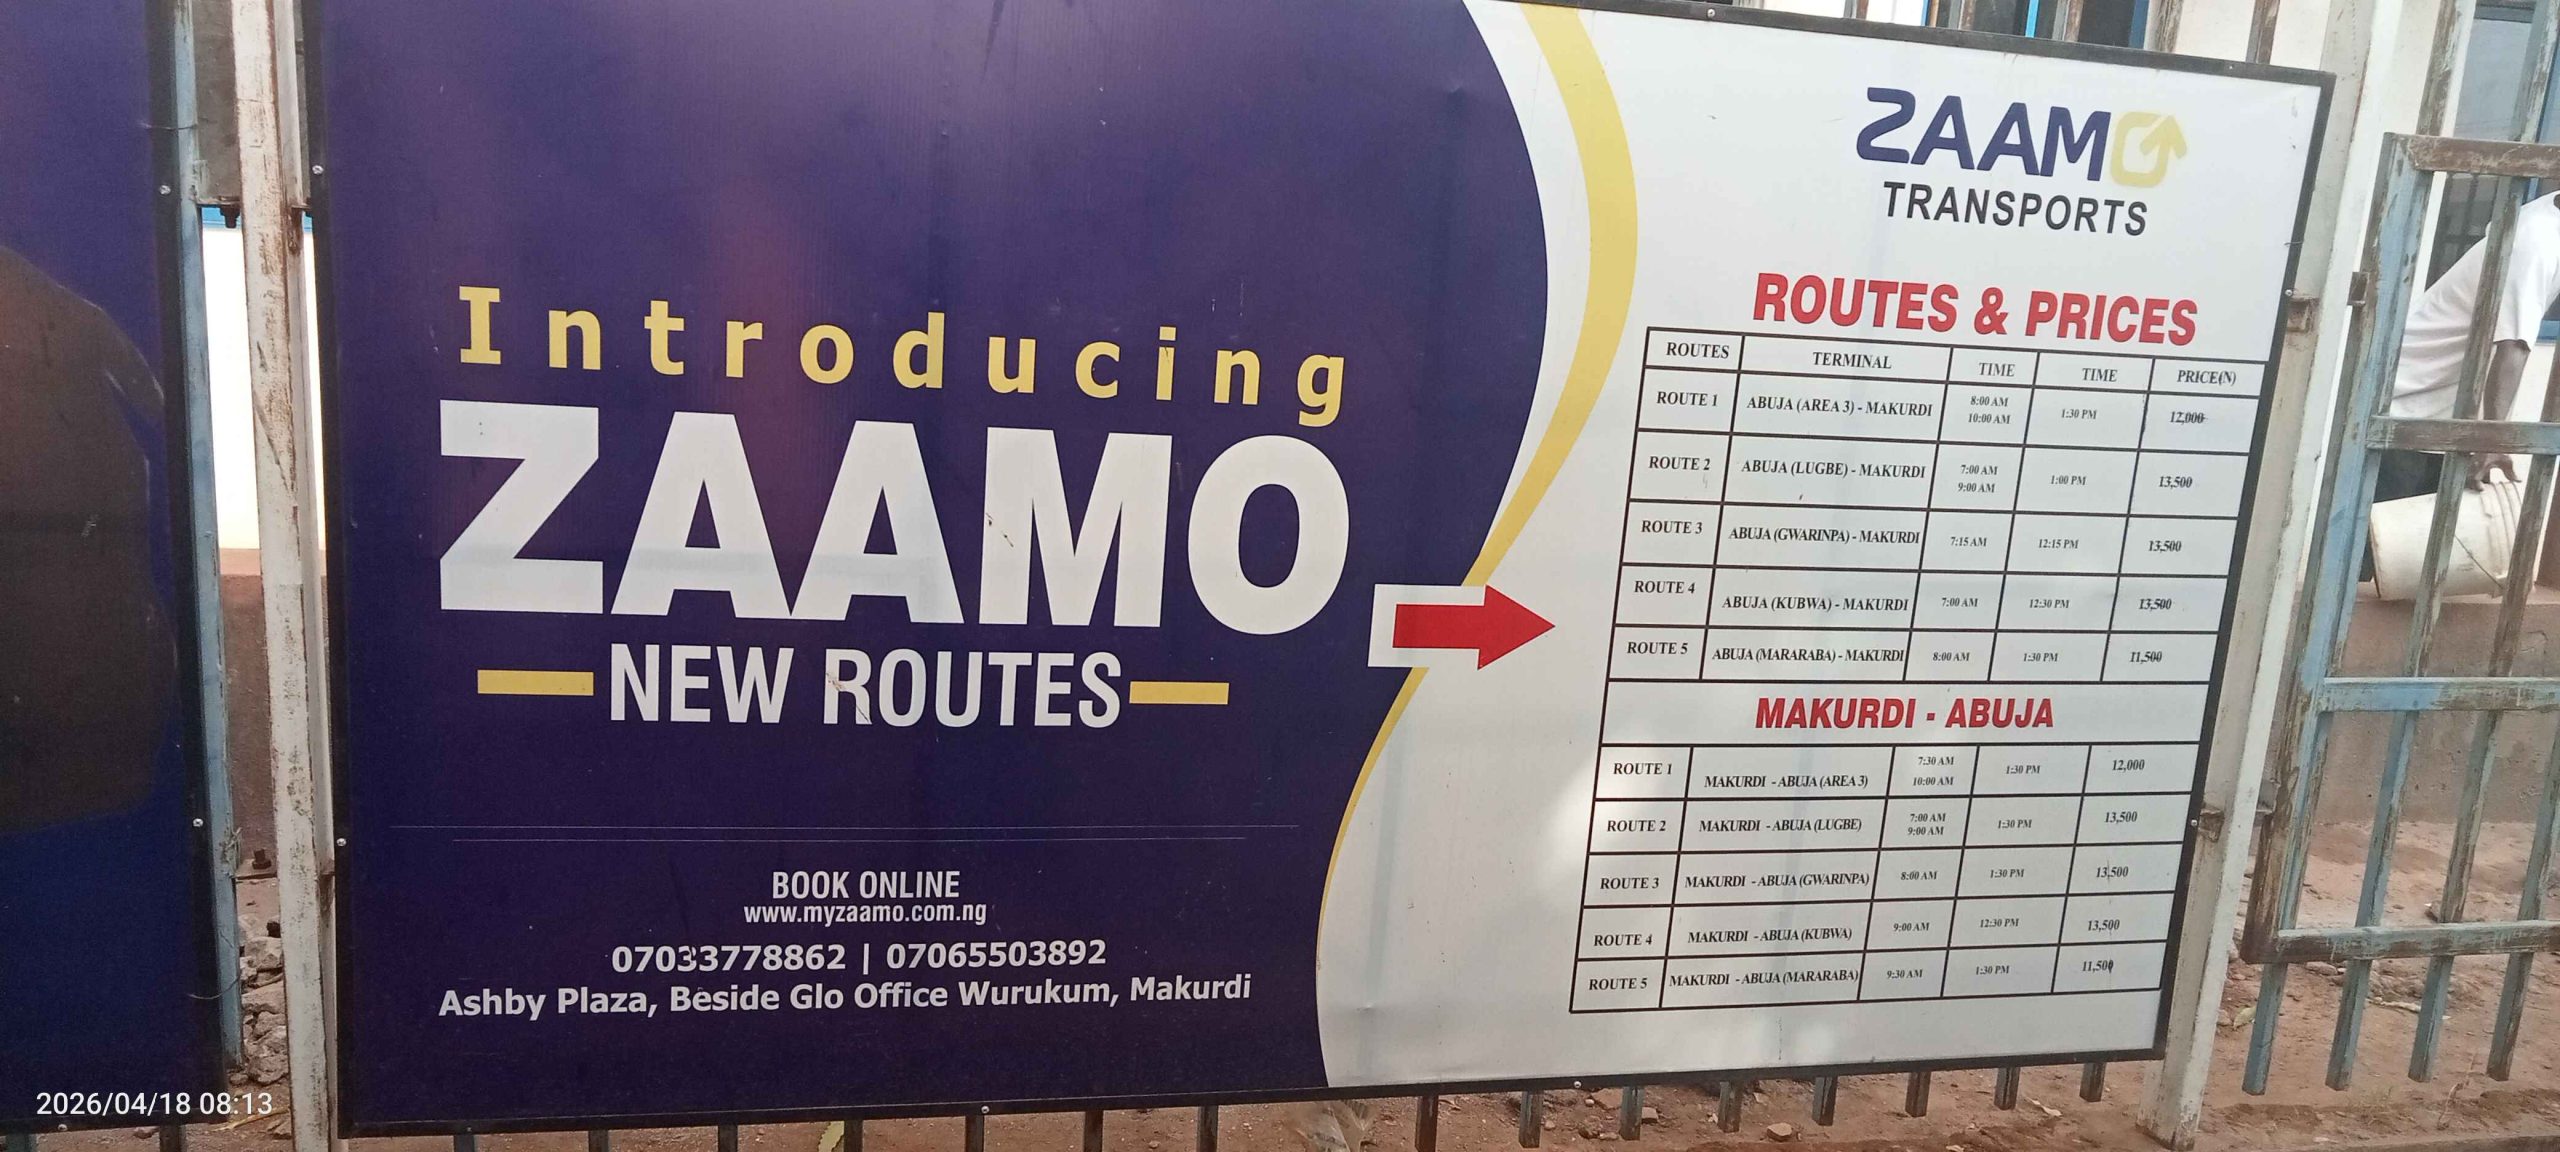 Introducing
ZAAMO
NEW ROUTES
BOOK ONLINE
www.myzaamo.com.ng
07033778862 | 07065503892
Ashby Plaza, Beside Glo Office Wurukum, Makurdi
ZAAMO
TRANSPORTS
ROUTES & PRICES
ROUTES TERMINAL TIME TIME PRICE(N)
ROUTE 1 ABUJA (AREA 3) - MAKURDI 8:00 AM 10:00 AM 1:30 PM 12,000
ROUTE 2 ABUJA (LUGBE) - MAKURDI 7:00 AM 9:00 AM 1:00 PM 13,500
ROUTE 3 ABUJA (GWARINPA) - MAKURDI 7:15 AM 12:15 PM 13,500
ROUTE 4 ABUJA (KUBWA) - MAKURDI 7:00 AM 12:30 PM 13,500
ROUTE 5 ABUJA (MARARABA) - MAKURDI 8:00 AM 1:30 PM 11,500
MAKURDI - ABUJA
ROUTE 1 MAKURDI - ABUJA (AREA 3) 7:30 AM 10:00 AM 1:30 PM 12,000
ROUTE 2 MAKURDI - ABUJA (LUGBE) 7:00 AM 9:00 AM 1:30 PM 13,500
ROUTE 3 MAKURDI - ABUJA (GWARINPA) 8:00 AM 1:30 PM 13,500
ROUTE 4 MAKURDI - ABUJA (KUBWA) 9:00 AM 12:30 PM 13,500
ROUTE 5 MAKURDI - ABUJA (MARARABA) 9:30 AM 1:30 PM 11,500
2026/04/18 08:13